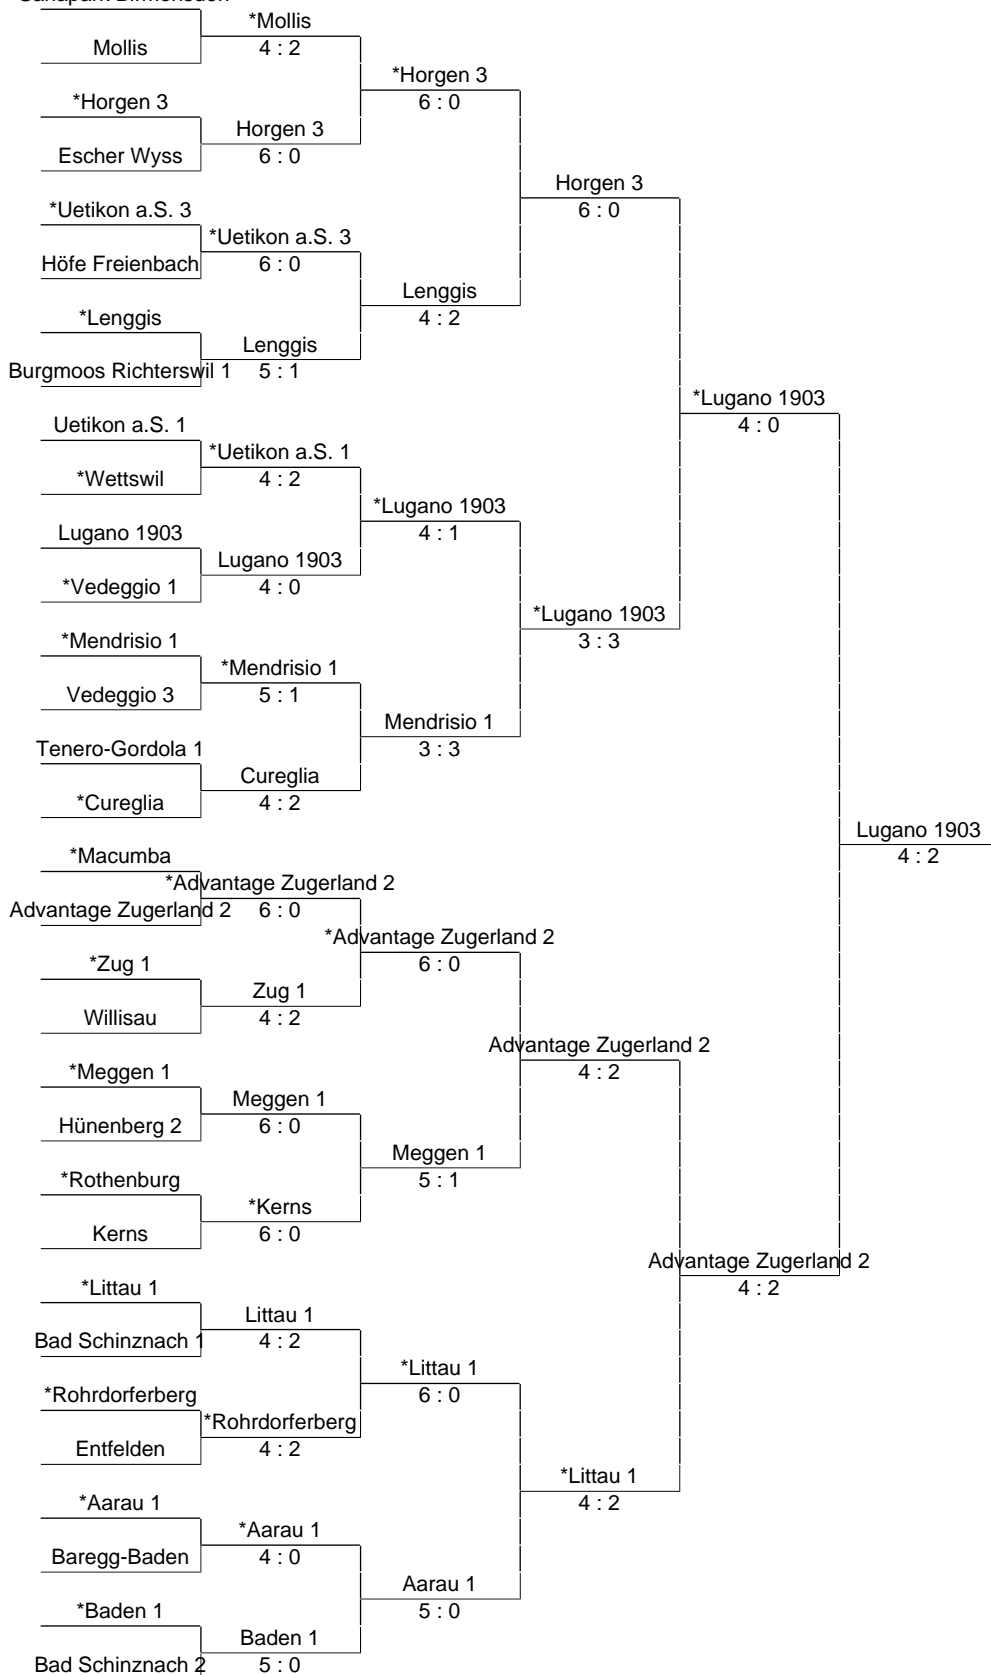 *Mollis
Mollis
4 : 2
*Horgen 3
6 : 0
*Horgen 3
Horgen 3
Escher Wyss
6 : 0
Horgen 3
6 : 0
*Uetikon a.S. 3
*Uetikon a.S. 3
Höfe Freienbach
6 : 0
Lenggis
4 : 2
*Lenggis
Lenggis
Burgmoos Richterswil 1
5 : 1
*Lugano 1903
4 : 0
Uetikon a.S. 1
*Uetikon a.S. 1
*Wettswil
4 : 2
*Lugano 1903
4 : 1
Lugano 1903
Lugano 1903
*Vedeggio 1
4 : 0
*Lugano 1903
3 : 3
*Mendrisio 1
*Mendrisio 1
Vedeggio 3
5 : 1
Mendrisio 1
3 : 3
Tenero-Gordola 1
Cureglia
*Cureglia
4 : 2
Lugano 1903
4 : 2
*Macumba
*Advantage Zugerland 2
Advantage Zugerland 2
6 : 0
*Advantage Zugerland 2
6 : 0
*Zug 1
Zug 1
Willisau
4 : 2
Advantage Zugerland 2
4 : 2
*Meggen 1
Meggen 1
Hünenberg 2
6 : 0
Meggen 1
5 : 1
*Rothenburg
*Kerns
Kerns
6 : 0
Advantage Zugerland 2
4 : 2
*Littau 1
Littau 1
Bad Schinznach 1
4 : 2
*Littau 1
6 : 0
*Rohrdorferberg
*Rohrdorferberg
Entfelden
4 : 2
*Littau 1
4 : 2
*Aarau 1
*Aarau 1
Baregg-Baden
4 : 0
Aarau 1
5 : 0
*Baden 1
Baden 1
Bad Schinznach 2
5 : 0